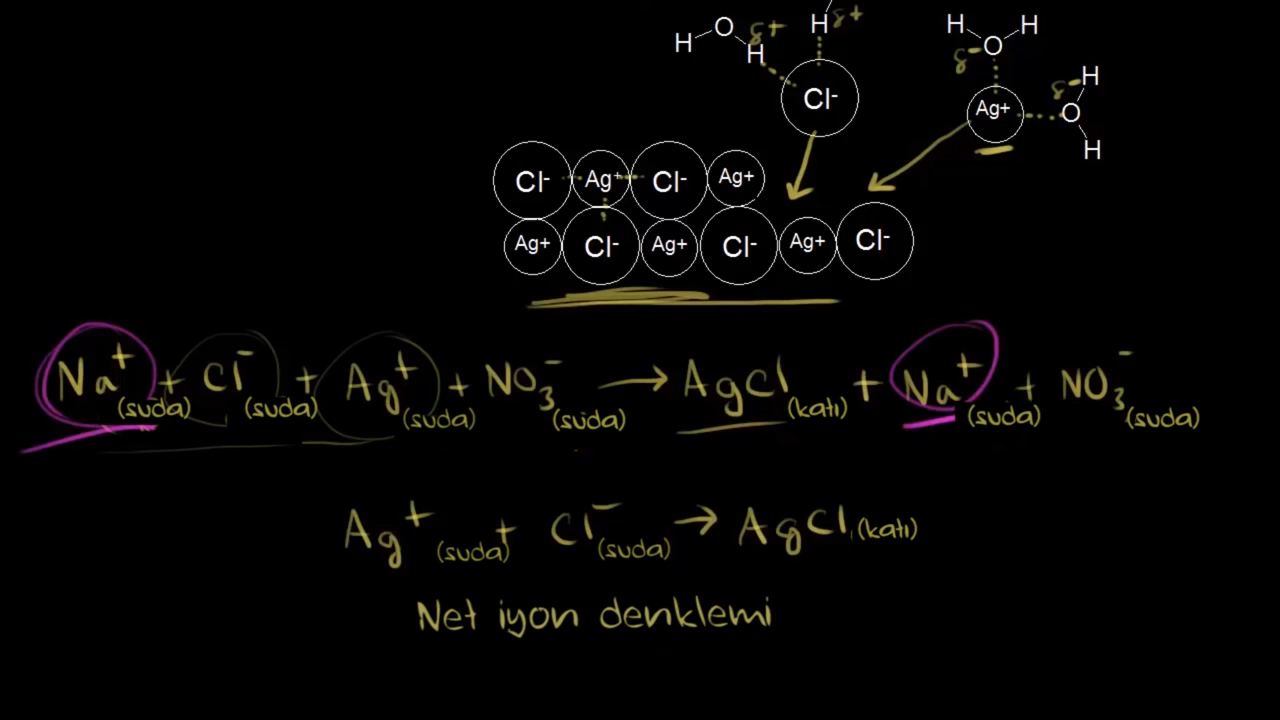 H O H δ+ H δ+ H O H
δ-
Cl- Ag+ δ- H O H
Cl- Ag+ Cl- Ag+
Ag+ Cl- Ag+ Cl- Ag+ Cl-
Na⁺(suda) + Cl⁻(suda) + Ag⁺(suda) + NO₃⁻(suda) → AgCl(katı) + Na⁺(suda) + NO₃⁻(suda)
Ag⁺(suda) + Cl⁻(suda) → AgCl(katı)
Net iyon denklemi